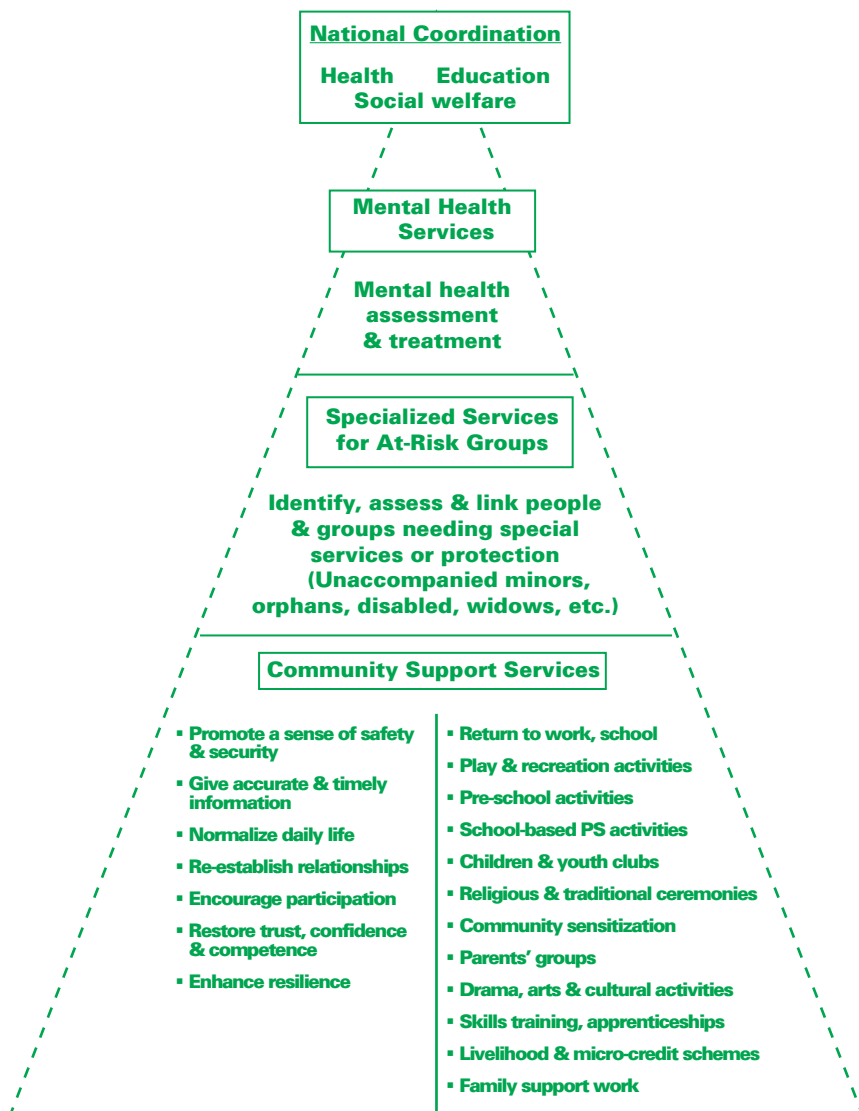 National Coordination
Health Education
Social welfare
Mental Health
Services
Mental health
assessment
& treatment
Specialized Services
for At-Risk Groups
Identify, assess & link people
& groups needing special
services or protection
(Unaccompanied minors,
orphans, disabled, widows, etc.)
Community Support Services
▪ Promote a sense of safety
& security
▪ Give accurate & timely
information
▪ Normalize daily life
▪ Re-establish relationships
▪ Encourage participation
▪ Restore trust, confidence
& competence
▪ Enhance resilience
▪ Return to work, school
▪ Play & recreation activities
▪ Pre-school activities
▪ School-based PS activities
▪ Children & youth clubs
▪ Religious & traditional ceremonies
▪ Community sensitization
▪ Parents’ groups
▪ Drama, arts & cultural activities
▪ Skills training, apprenticeships
▪ Livelihood & micro-credit schemes
▪ Family support work